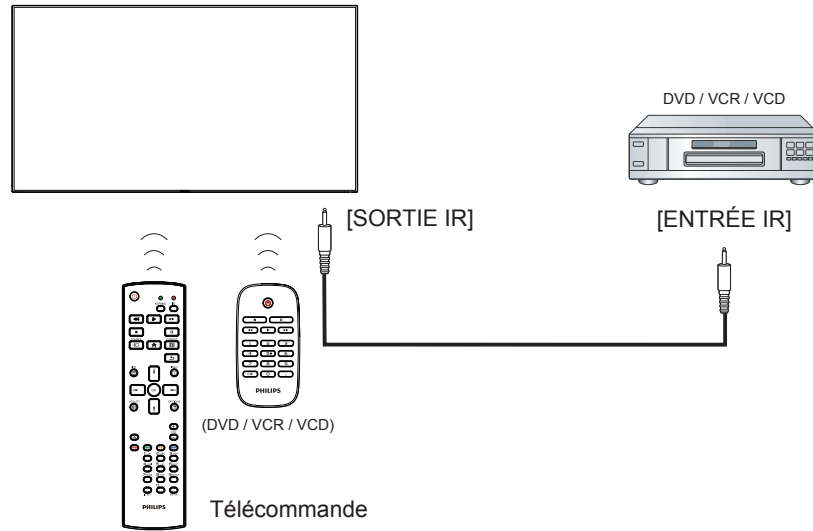 DVD / VCR / VCD
[SORTIE IR]
[ENTRÉE IR]
PHILIPS
(DVD / VCR / VCD)
PHILIPS
Télécommande